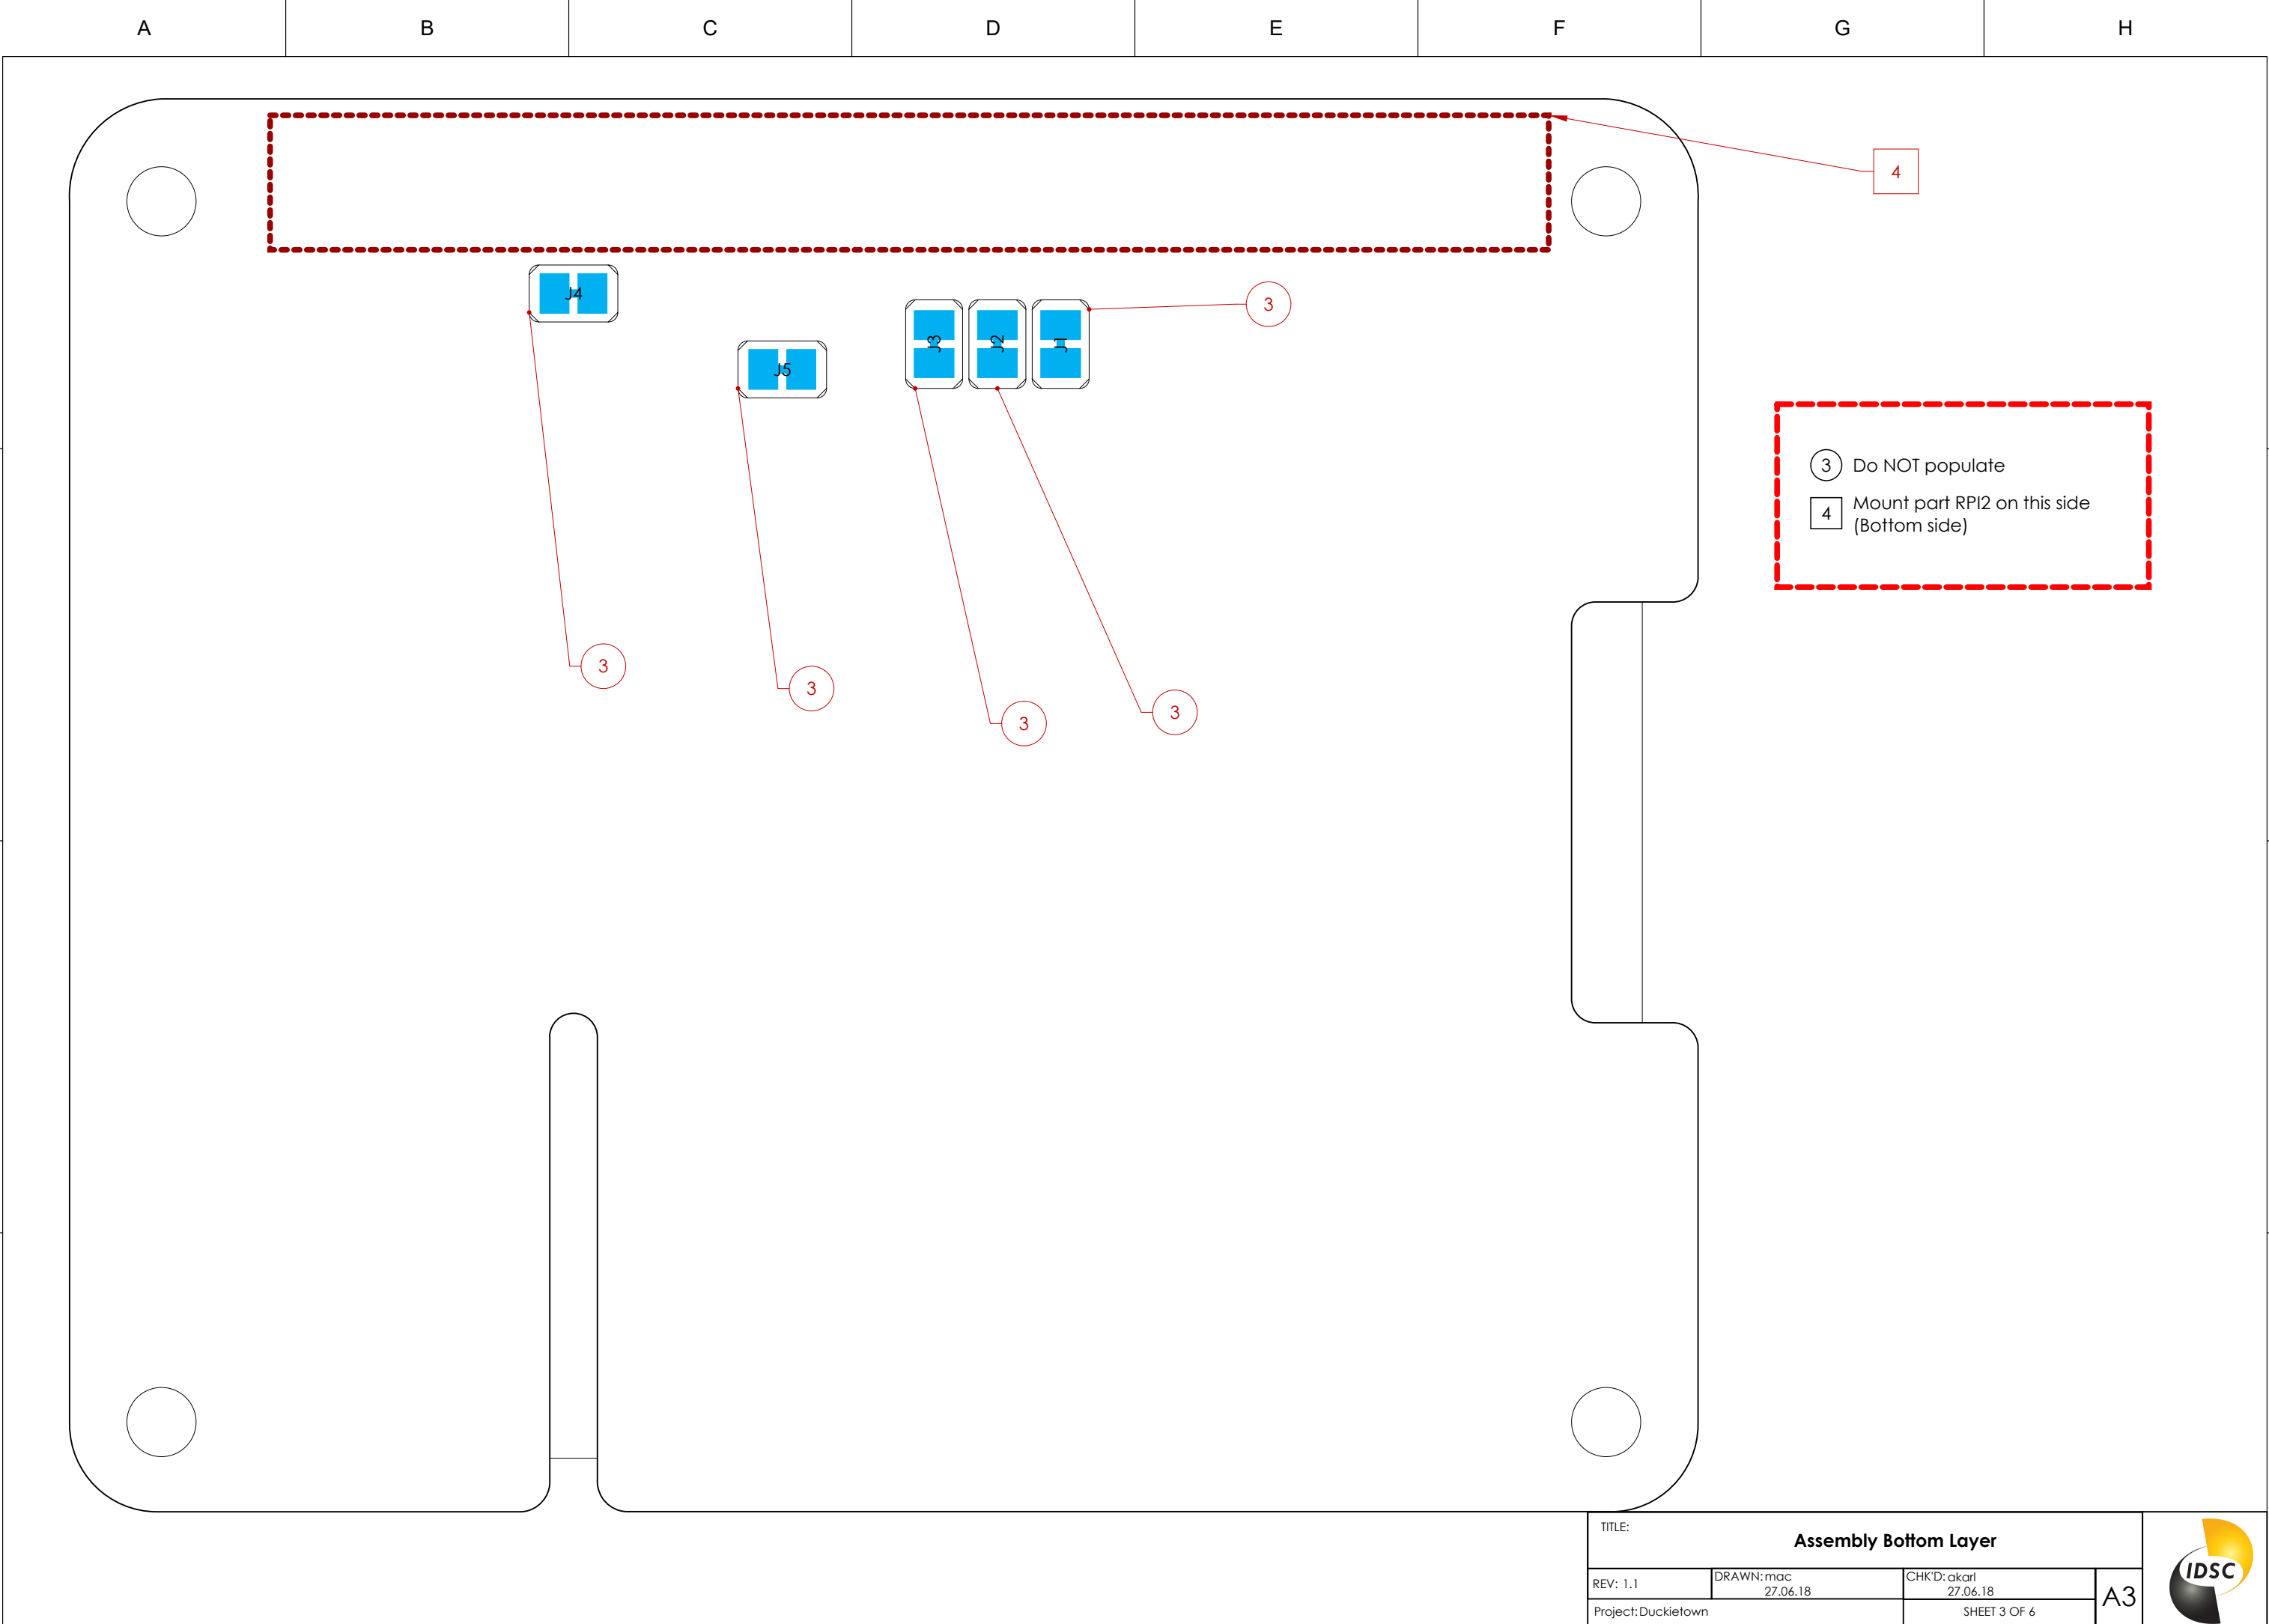 A B C D E F G H
4
J4
3
J3 J2 J1
J5
3 Do NOT populate
4 Mount part RPI2 on this side
(Bottom side)
3
3
3
3
TITLE:
Assembly Bottom Layer
REV: 1.1
DRAWN: mac
27.06.18
CHK'D: akarl
27.06.18
A3
Project: Duckietown
SHEET 3 OF 6
IDSC